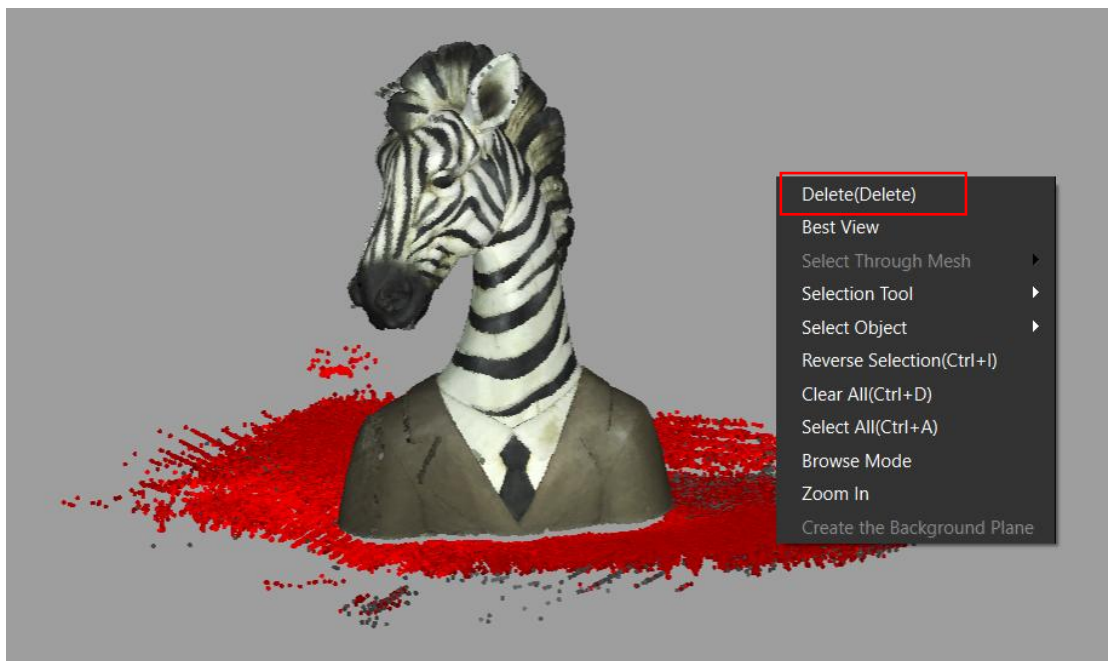 Delete(Delete)
Best View
Select Through Mesh
Selection Tool
Select Object
Reverse Selection(Ctrl+I)
Clear All(Ctrl+D)
Select All(Ctrl+A)
Browse Mode
Zoom In
Create the Background Plane